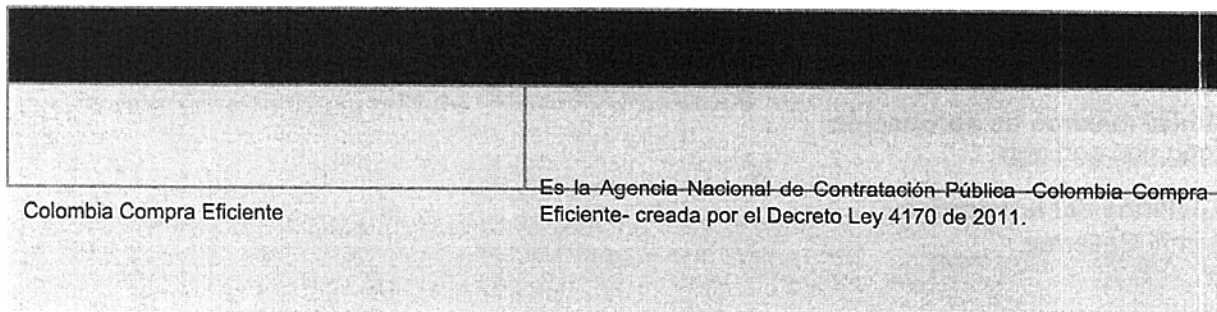 Es la Agencia Nacional de Contratación Pública -Colombia Compra
Colombia Compra Eficiente
Eficiente- creada por el Decreto Ley 4170 de 2011.